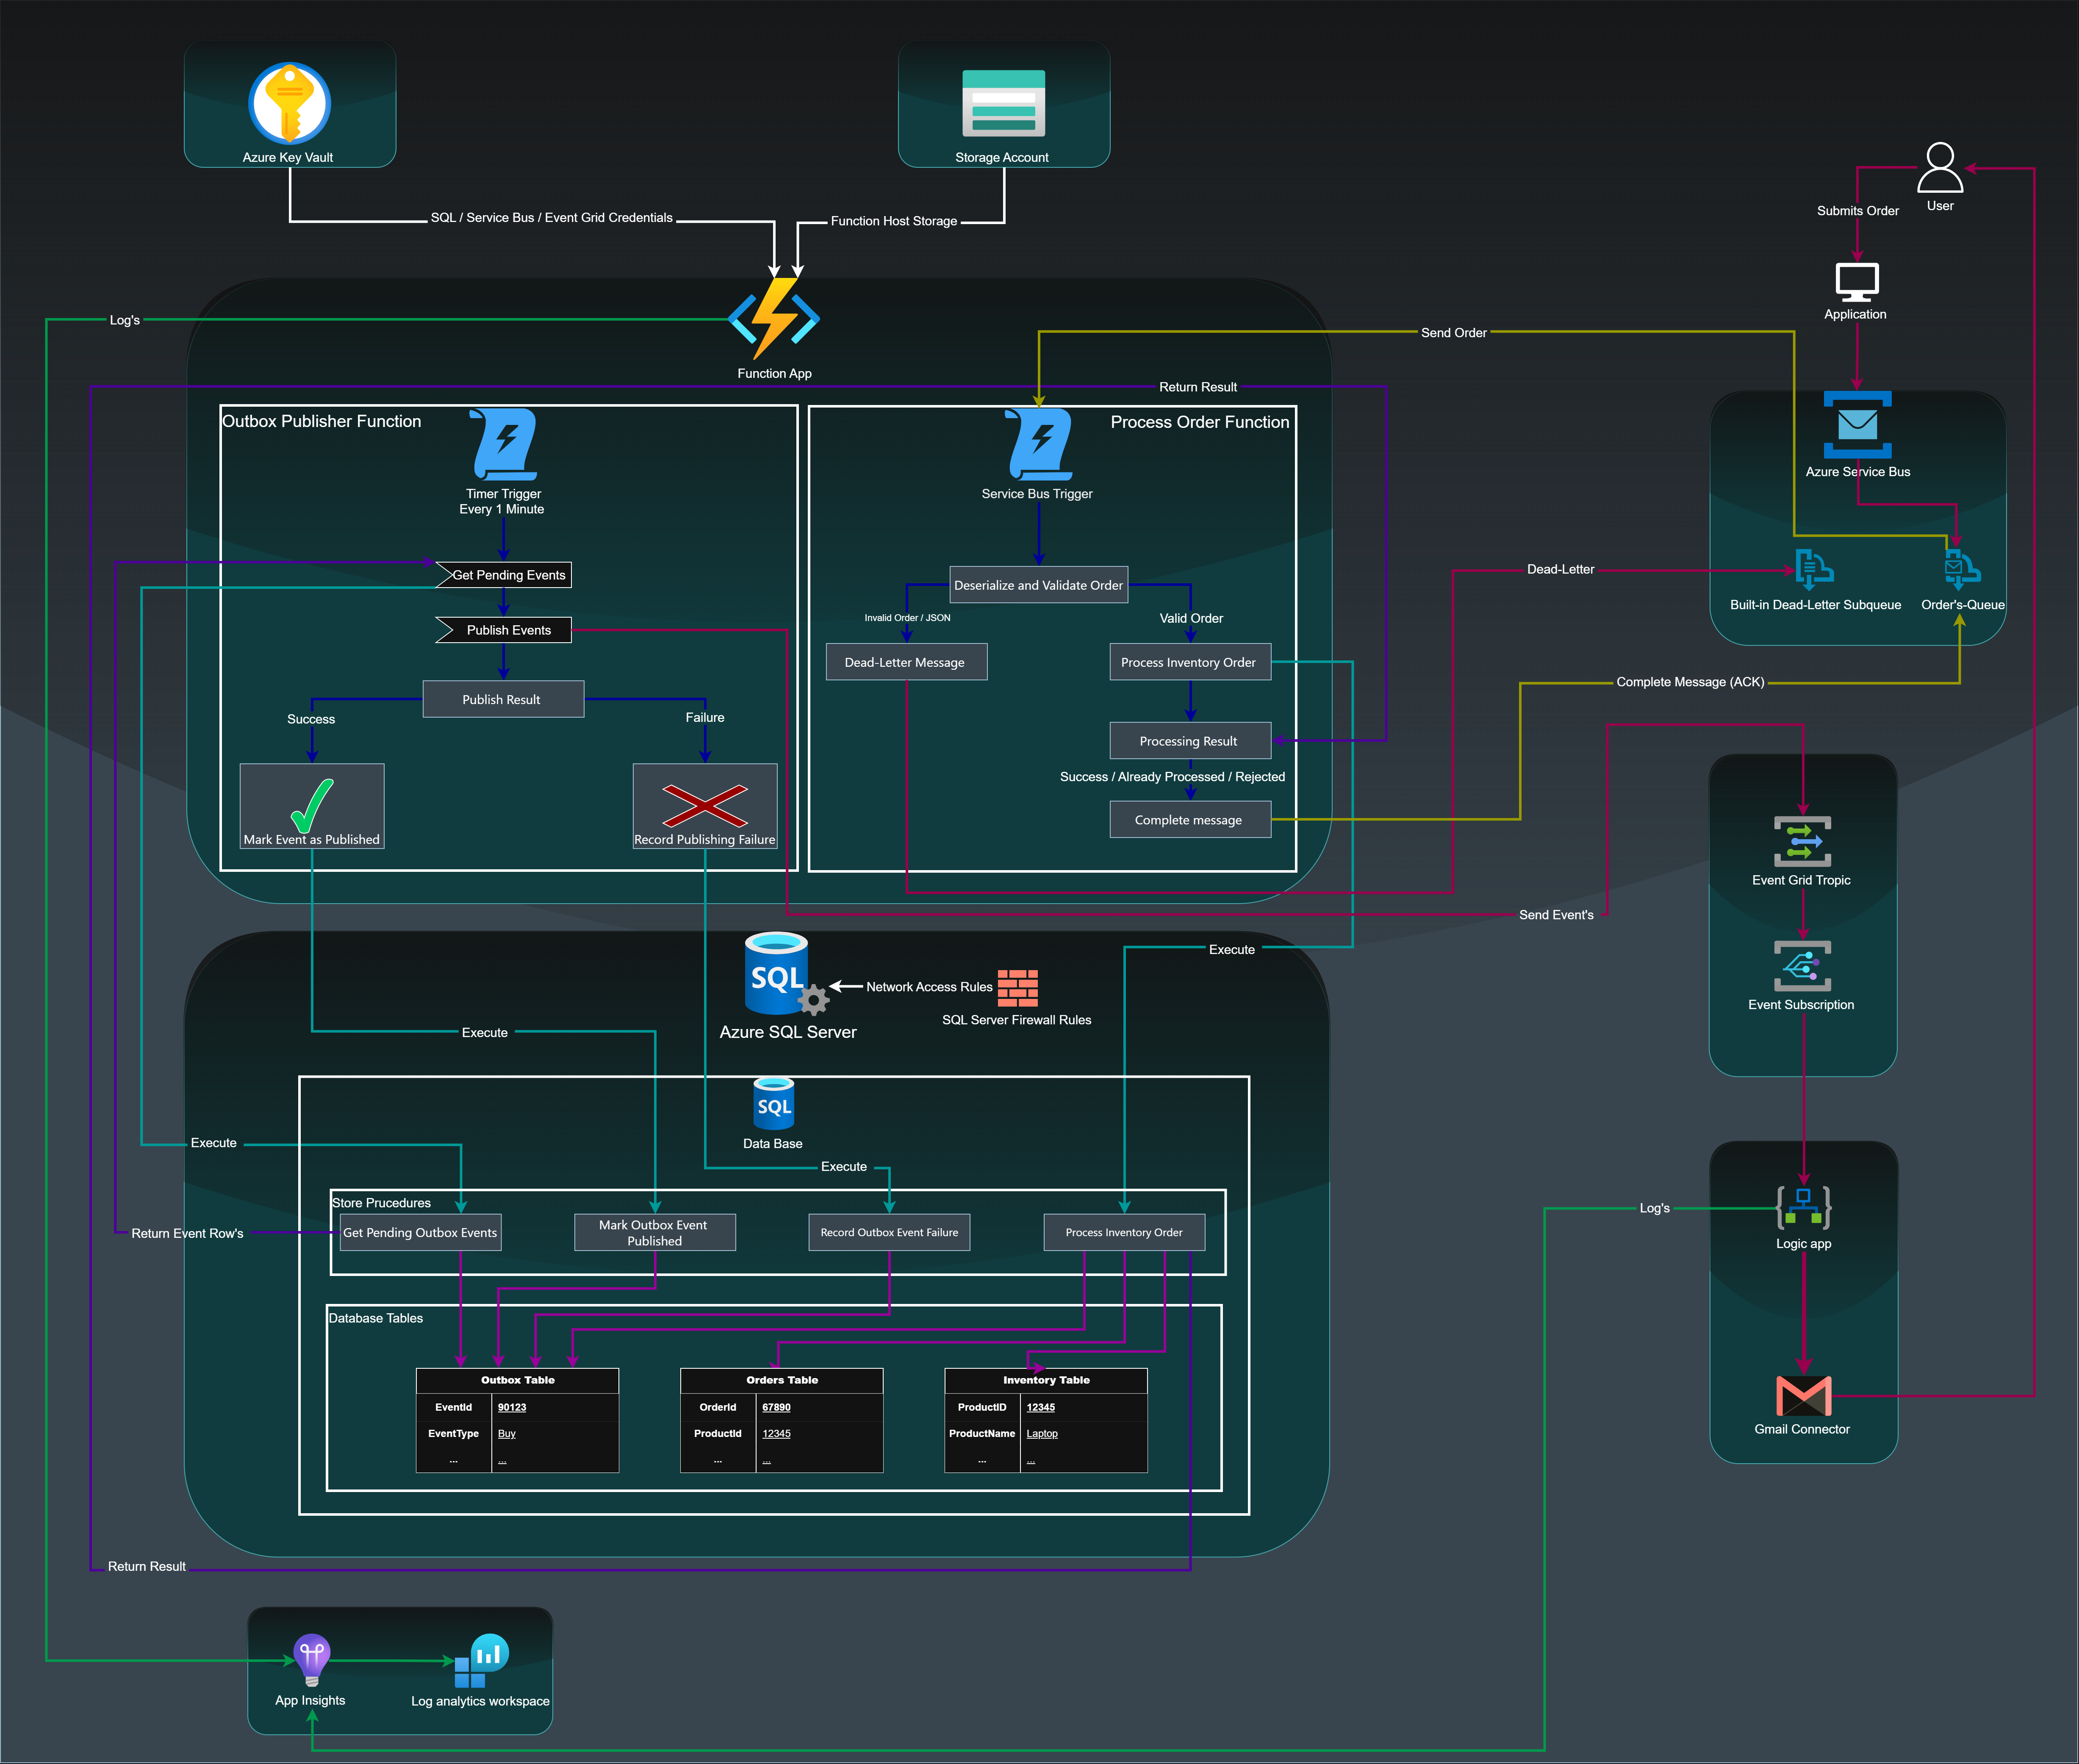 Azure Key Vault
Storage Account
SQL / Service Bus / Event Grid Credentials
Function Host Storage
User
Submits Order
Application
Log's
Function App
Send Order
Return Result
Outbox Publisher Function
Process Order Function
Timer Trigger
Every 1 Minute
Service Bus Trigger
Azure Service Bus
Get Pending Events
Deserialize and Validate Order
Dead-Letter
Built-in Dead-Letter Subqueue
Order's-Queue
Publish Events
Invalid Order / JSON
Valid Order
Dead-Letter Message
Process Inventory Order
Publish Result
Complete Message (ACK)
Success
Failure
Processing Result
Success / Already Processed / Rejected
Complete message
Mark Event as Published
Record Publishing Failure
Event Grid Tropic
Send Event's
Execute
SQL
Network Access Rules
SQL Server Firewall Rules
Azure SQL Server
Execute
Event Subscription
SQL
Data Base
Execute
Execute
Store Prucedures
Return Event Row's
Get Pending Outbox Events
Mark Outbox Event
Published
Record Outbox Event Failure
Process Inventory Order
Log's
Logic app
Database Tables
Outbox Table
EventId
90123
EventType
Buy
...
...
Orders Table
OrderId
67890
ProductId
12345
...
...
Inventory Table
ProductID
12345
ProductName
Laptop
...
...
Gmail Connector
Return Result
App Insights
Log analytics workspace